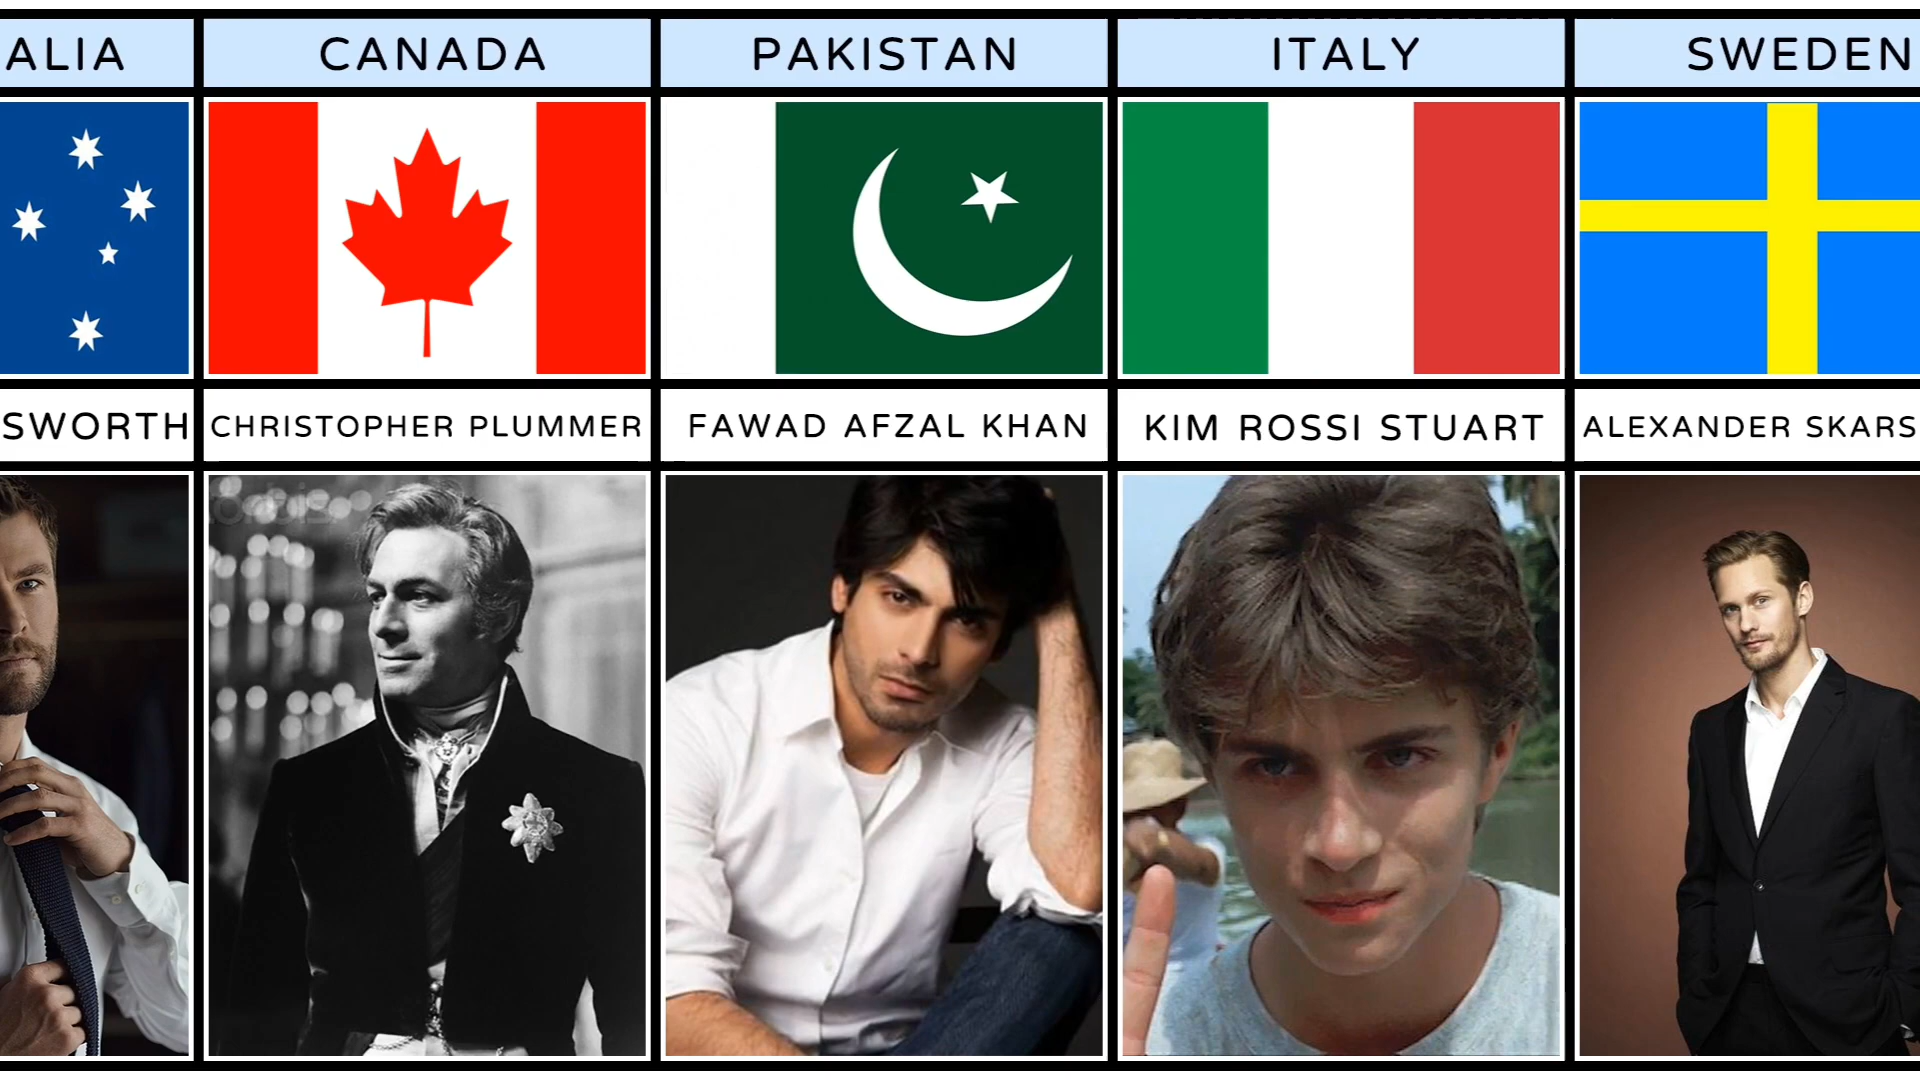 ALIA
CANADA
PAKISTAN
ITALY
SWEDEN
SWORTH
CHRISTOPHER PLUMMER
FAWAD AFZAL KHAN
KIM ROSSI STUART
ALEXANDER SKARS